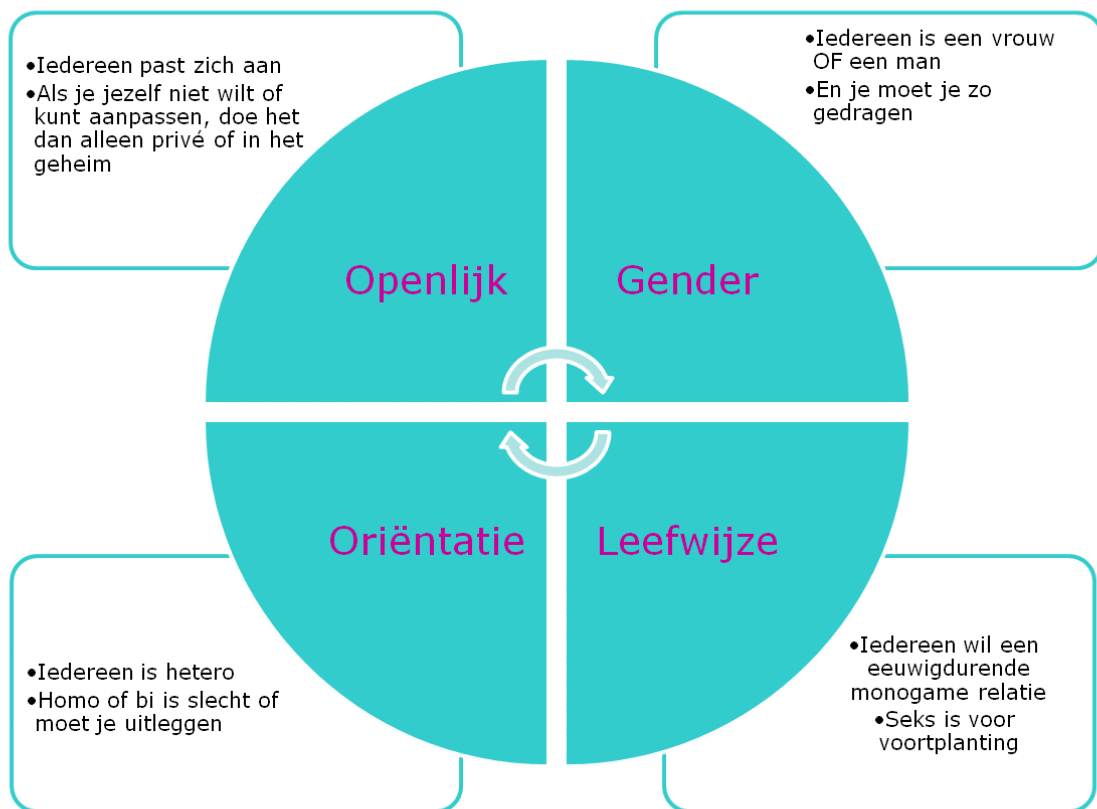 •Iedereen past zich aan
•Als je jezelf niet wilt of
kunt aanpassen, doe het
dan alleen privé of in het
geheim
•Iedereen is een vrouw
OF een man
•En je moet je zo
gedragen
Openlijk
Gender
Oriëntatie
Leefwijze
•Iedereen is hetero
•Homo of bi is slecht of
moet je uitleggen
•Iedereen wil een
eeuwigdurende
monogame relatie
•Seks is voor
voortplanting